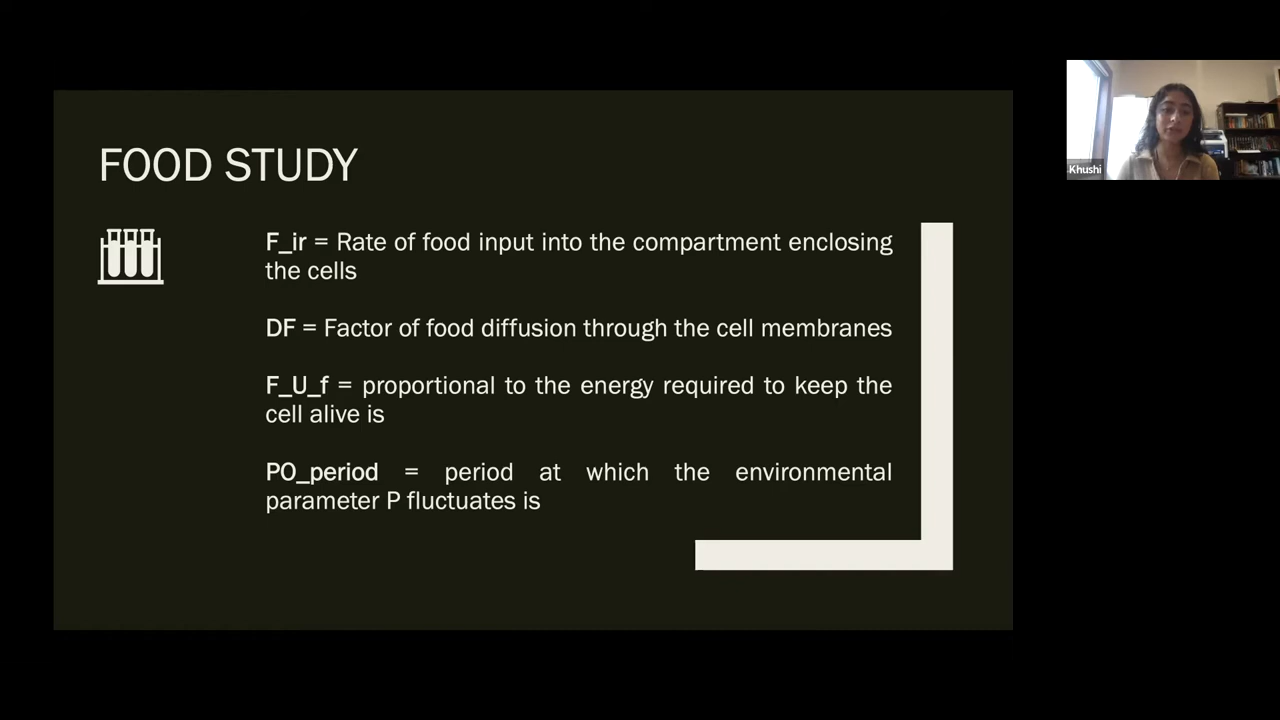 FOOD STUDY
F_ir = Rate of food input into the compartment enclosing
the cells
DF = Factor of food diffusion through the cell membranes
F_U_f = proportional to the energy required to keep the
cell alive is
PO_period = period at which the environmental
parameter P fluctuates is
Khushi